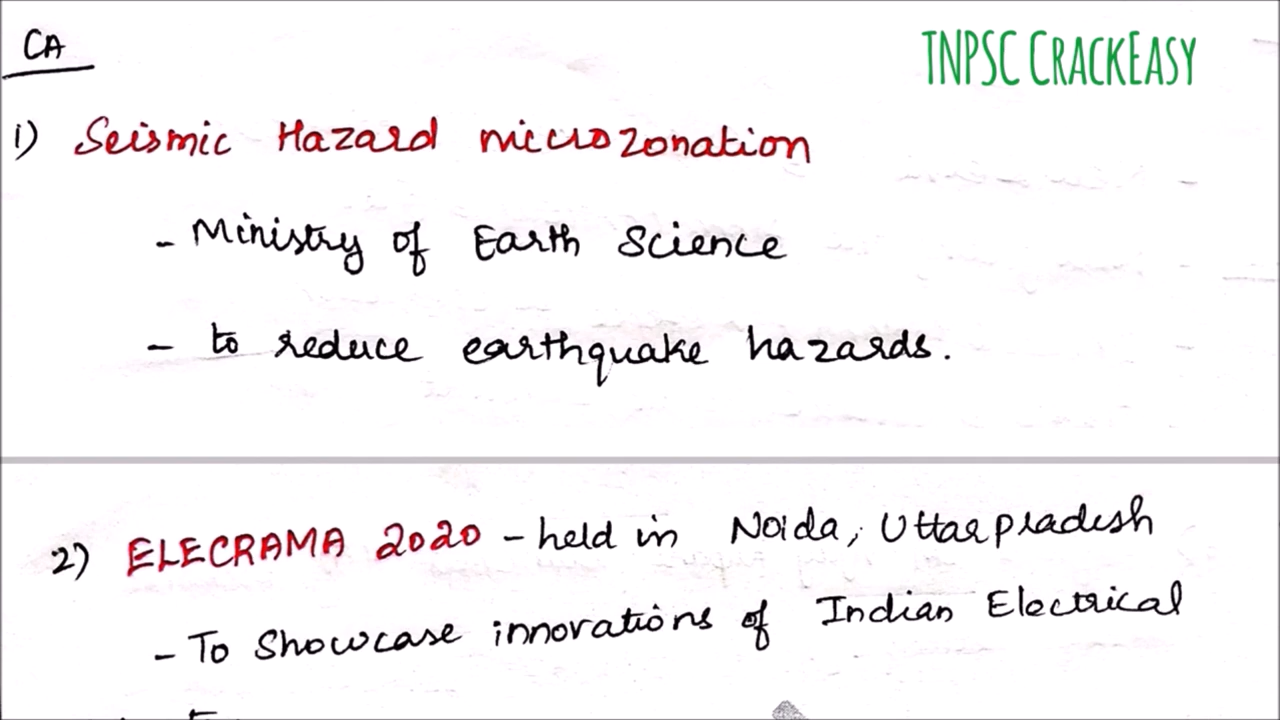 CA
TNPSC CRACKEASY
1) Seismic Hazard microzonation
- Ministry of Earth Science
- to reduce earthquake hazards.
2) ELECRAMA 2020 - held in Noida, Uttarpradesh
- To Showcase innovations of Indian Electrical